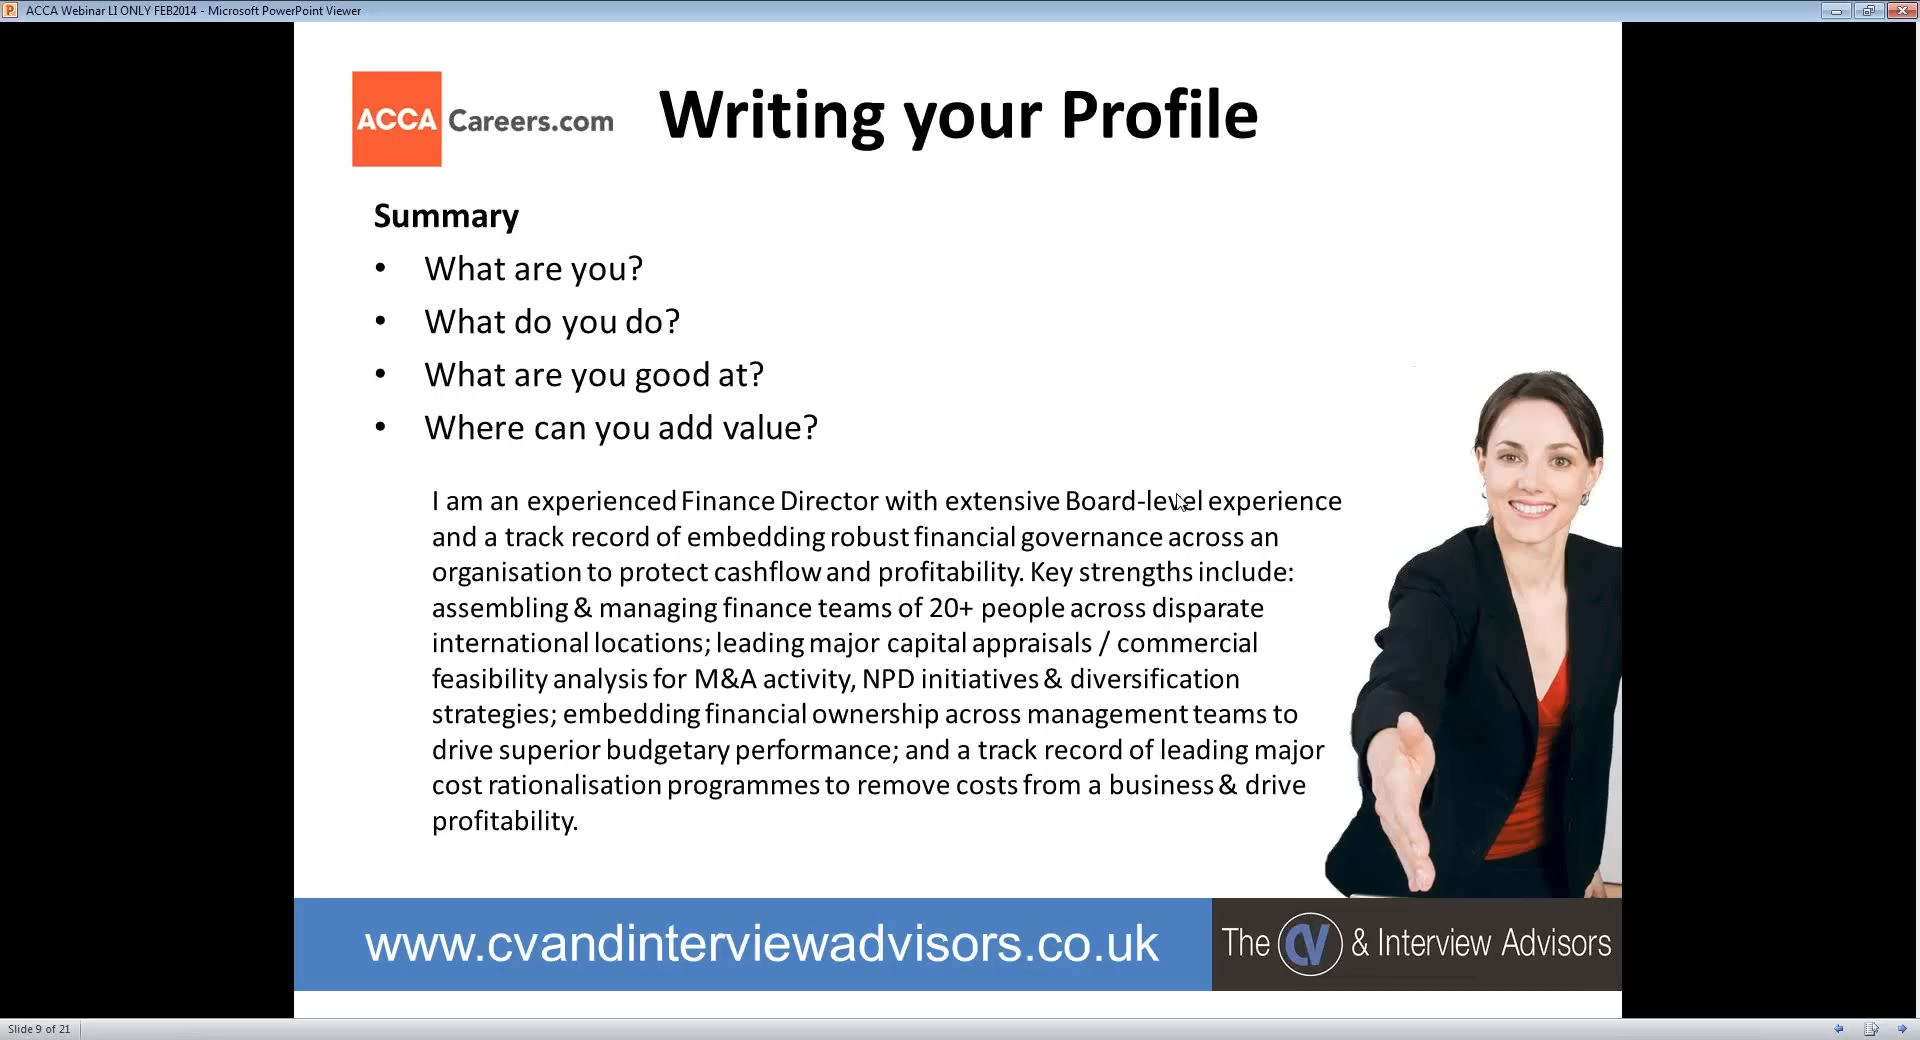 ACCA Webinar LI ONLY FEB2014 - Microsoft PowerPoint Viewer
ACCA Careers.com
Writing your Profile
Summary
• What are you?
• What do you do?
• What are you good at?
• Where can you add value?
I am an experienced Finance Director with extensive Board-level experience
and a track record of embedding robust financial governance across an
organisation to protect cashflow and profitability. Key strengths include:
assembling & managing finance teams of 20+ people across disparate
international locations; leading major capital appraisals / commercial
feasibility analysis for M&A activity, NPD initiatives & diversification
strategies; embedding financial ownership across management teams to
drive superior budgetary performance; and a track record of leading major
cost rationalisation programmes to remove costs from a business & drive
profitability.
www.cvandinterviewadvisors.co.uk
The CV & Interview Advisors
Slide 9 of 21